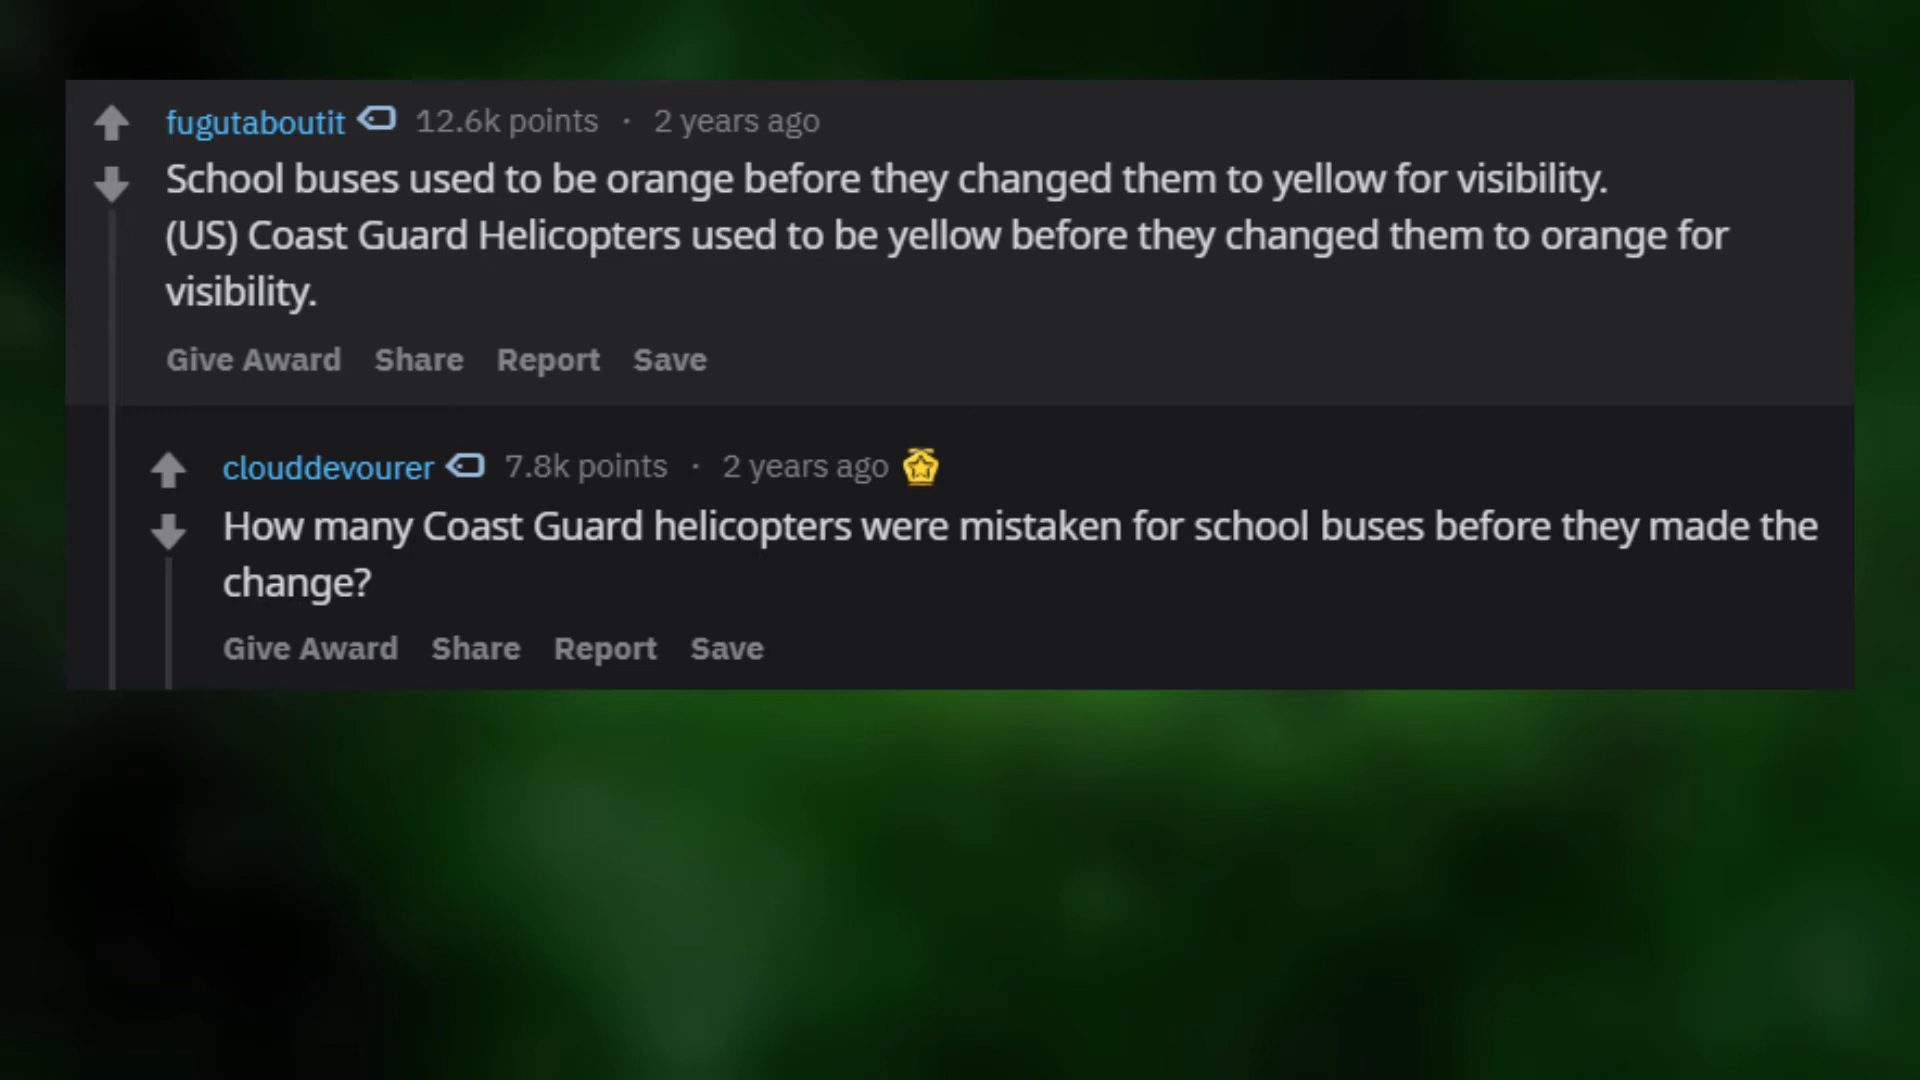 fugutaboutit 12.6k points · 2 years ago
School buses used to be orange before they changed them to yellow for visibility.
(US) Coast Guard Helicopters used to be yellow before they changed them to orange for
visibility.
Give Award Share Report Save
clouddevourer 7.8k points · 2 years ago
How many Coast Guard helicopters were mistaken for school buses before they made the
change?
Give Award Share Report Save